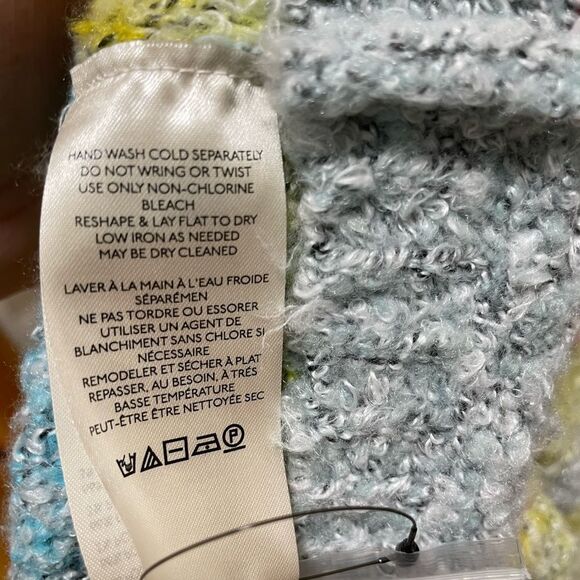 HAND WASH COLD SEPARATELY
DO NOT WRING OR TWIST
USE ONLY NON-CHLORINE
BLEACH
RESHAPE & LAY FLAT TO DRY
LOW IRON AS NEEDED
MAY BE DRY CLEANED
LAVER À LA MAIN À L'EAU FROIDE
SÉPARÉMEN
NE PAS TORDRE OU ESSORER
UTILISER UN AGENT DE
BLANCHIMENT SANS CHLORE SI
NÉCESSAIRE
REMODELER ET SÉCHER À PLAT
REPASSER, AU BESOIN, À TRÉS
BASSE TEMPÉRATURE
PEUT-ÊTRE ÊTRE NETTOYÉE SEC
P